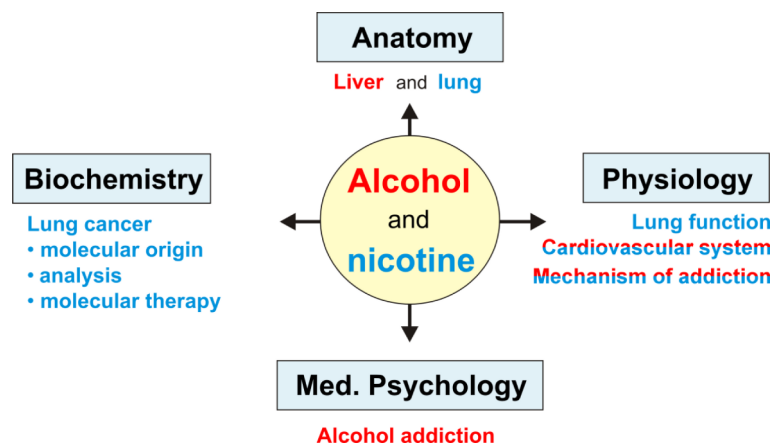 Anatomy
Liver and lung
Biochemistry
Lung cancer
• molecular origin
• analysis
• molecular therapy
Alcohol
and
nicotine
Physiology
Lung function
Cardiovascular system
Mechanism of addiction
Med. Psychology
Alcohol addiction